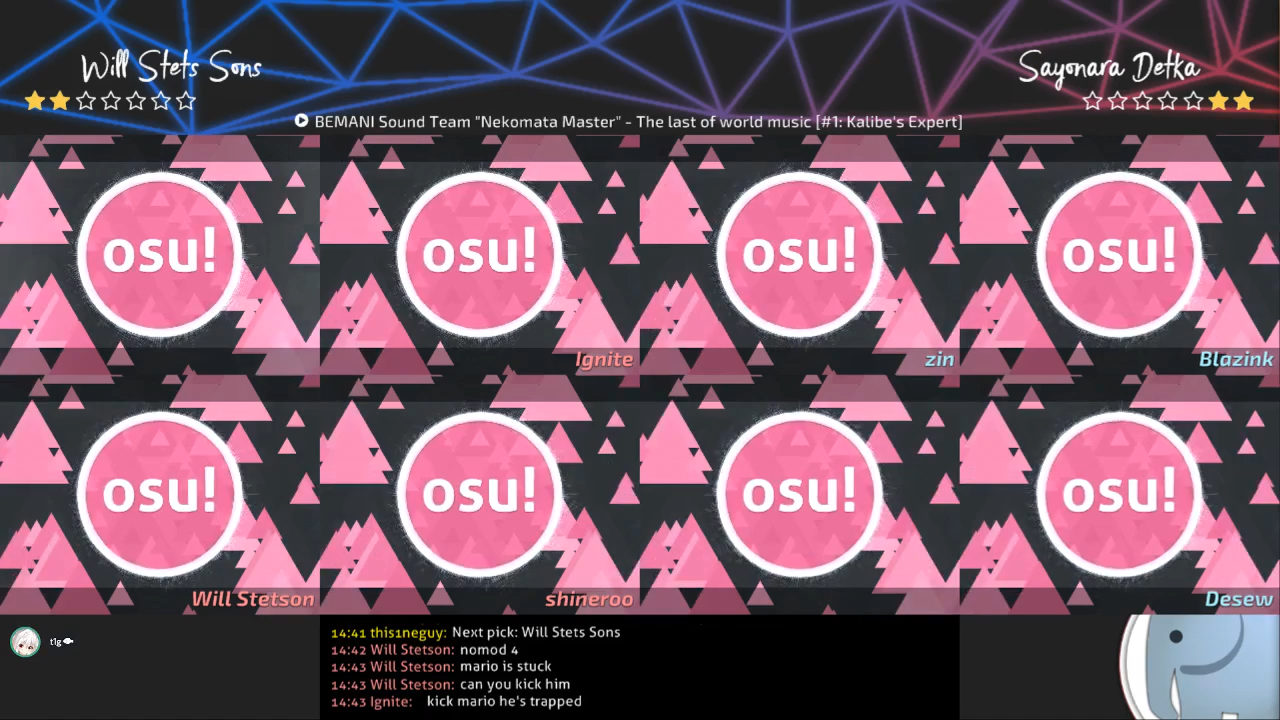 Will Stets Sons
Sayonara Detka
BEMANI Sound Team "Nekomata Master" - The last of world music [#1: Kalibe's Expert]
osu!
osu!
osu!
osu!
Ignite
zin
Blazink
osu!
osu!
osu!
osu!
Will Stetson
shineroo
Desew
t1g
14:41 this1neguy: Next pick: Will Stets Sons
14:42 Will Stetson: nomod 4
14:43 Will Stetson: mario is stuck
14:43 Will Stetson: can you kick him
14:43 Ignite: kick mario he's trapped